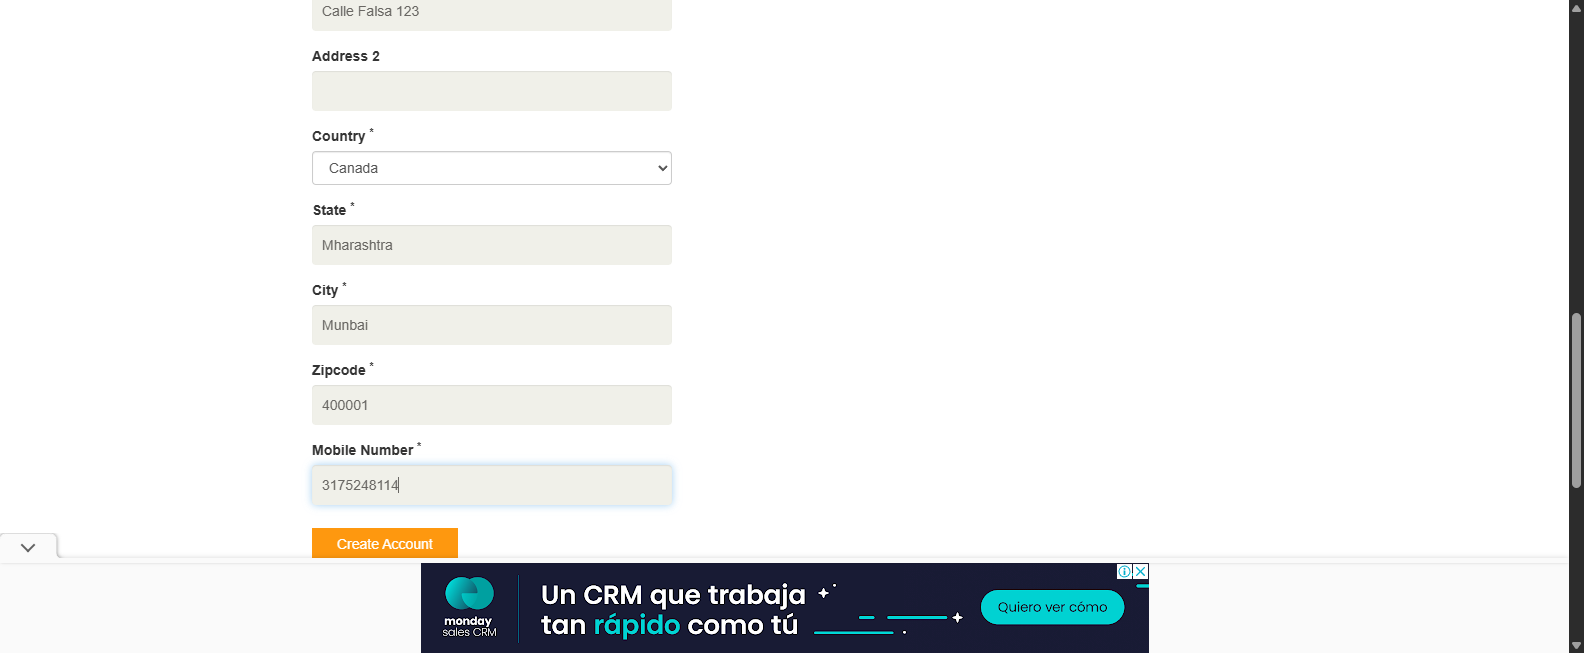 Calle Falsa 123
Address 2
Country *
Canada
State *
Mharashtra
City *
Munbai
Zipcode *
400001
Mobile Number *
3175248114
Create Account
monday
sales CRM
Un CRM que trabaja
tan rápido como tú
Quiero ver cómo